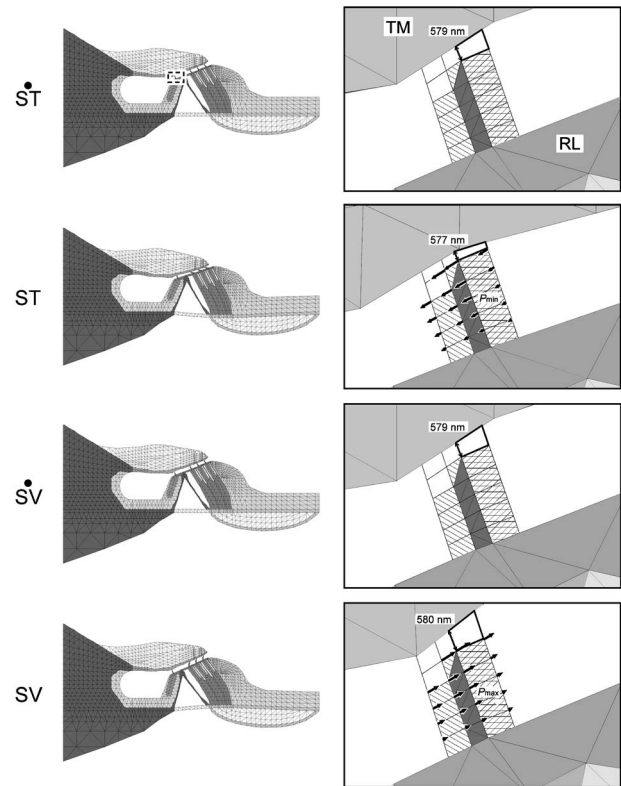 ṠT
579 nm
TM
RL
ST
577 nm
Pmin
ṠV
579 nm
SV
580 nm
Pmax